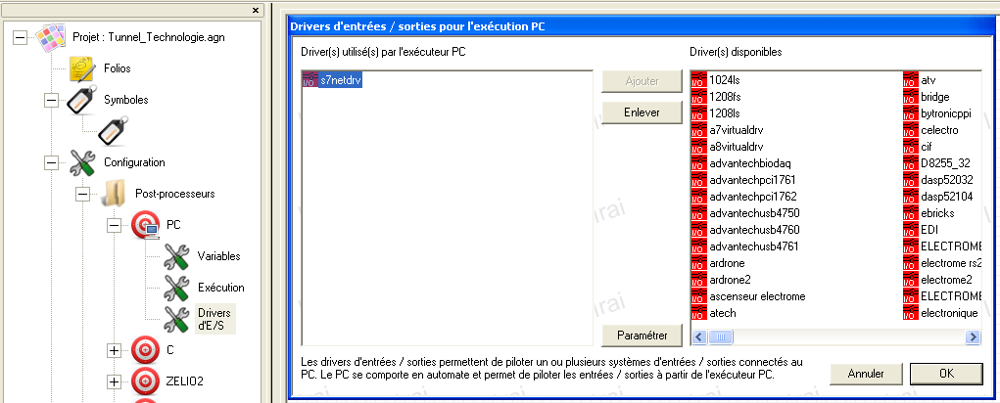 Projet : Tunnel_Technologie.agn
Folios
Symboles
Configuration
Post-processeurs
PC
Variables
Exécution
Drivers
d'E/S
C
ZELIO2
Drivers d'entrées / sorties pour l'exécution PC
Driver(s) utilisé(s) par l'exécuteur PC
s7netdrv
Ajouter
Enlever
Paramétrer
Driver(s) disponibles
1024ls
1208fs
1208ls
a7virtualdrv
a8virtualdrv
advantechbiodaq
advantechpci1761
advantechpci1762
advantechusb4750
advantechusb4760
advantechusb4761
ardrone
ardrone2
ascenseur electrome
atech
atv
bridge
bytronicppi
celectro
cif
D8255_32
dasp52032
dasp52104
ebricks
EDI
ELECTROME
electrome rs2
electrome2
ELECTROME
electronique
Les drivers d'entrées / sorties permettent de piloter un ou plusieurs systèmes d'entrées / sorties connectés au
PC. Le PC se comporte en automate et permet de piloter les entrées / sorties à partir de l'exécuteur PC.
Annuler
OK